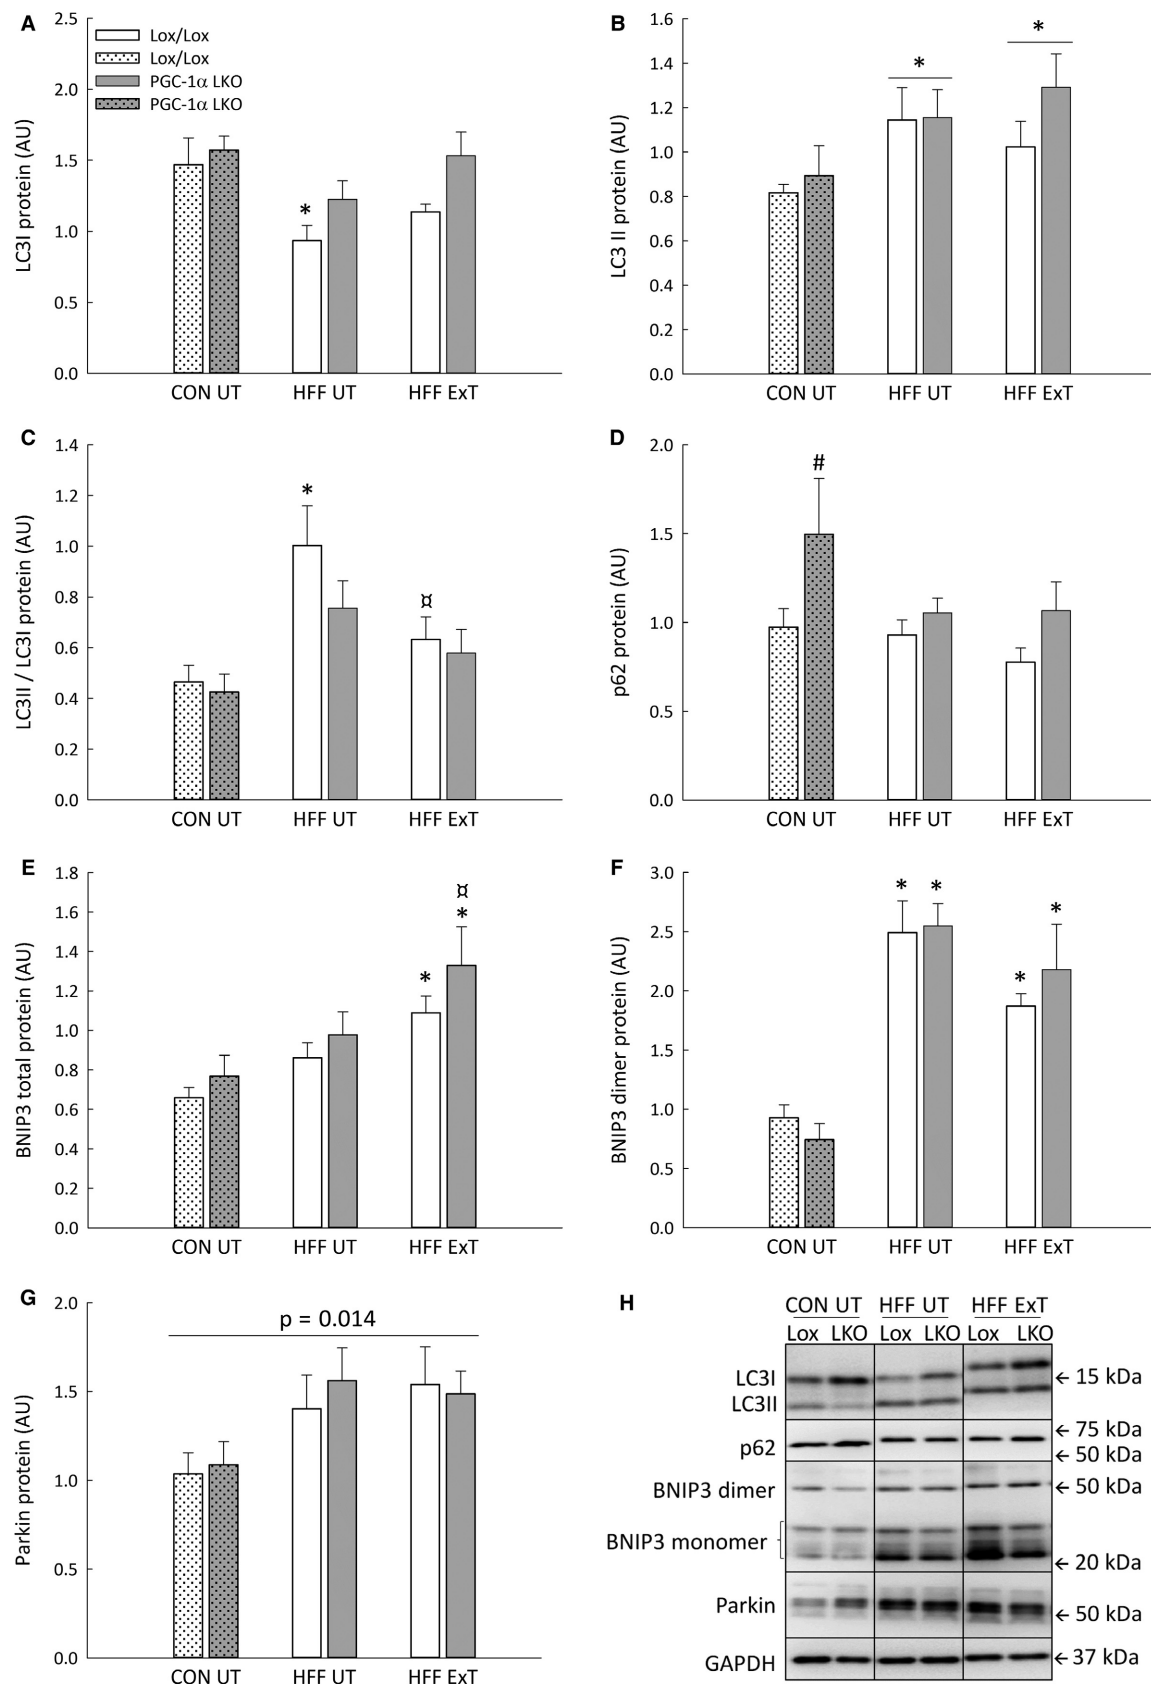 A
LC3I protein (AU)
2.5
2.0
1.5
1.0
0.5
0.0
Lox/Lox
Lox/Lox
PGC-1α LKO
PGC-1α LKO
*
CON UT HFF UT HFF ExT
B
LC3 II protein (AU)
1.6
1.4
1.2
1.0
0.8
0.6
0.4
0.2
0.0
* *
CON UT HFF UT HFF ExT
C
LC3II / LC3I protein (AU)
1.4
1.2
1.0
0.8
0.6
0.4
0.2
0.0
* ¤
CON UT HFF UT HFF ExT
D
p62 protein (AU)
2.0
1.5
1.0
0.5
0.0
#
CON UT HFF UT HFF ExT
E
BNIP3 total protein (AU)
1.8
1.6
1.4
1.2
1.0
0.8
0.6
0.4
0.2
0.0
¤
* *
CON UT HFF UT HFF ExT
F
BNIP3 dimer protein (AU)
3.0
2.5
2.0
1.5
1.0
0.5
0.0
* * * *
CON UT HFF UT HFF ExT
G
Parkin protein (AU)
2.0
1.5
1.0
0.5
0.0
p = 0.014
CON UT HFF UT HFF ExT
H
CON UT HFF UT HFF ExT
Lox LKO Lox LKO Lox LKO
LC3I ← 15 kDa
LC3II
p62 ← 75 kDa
← 50 kDa
BNIP3 dimer ← 50 kDa
BNIP3 monomer ← 20 kDa
Parkin ← 50 kDa
GAPDH ← 37 kDa